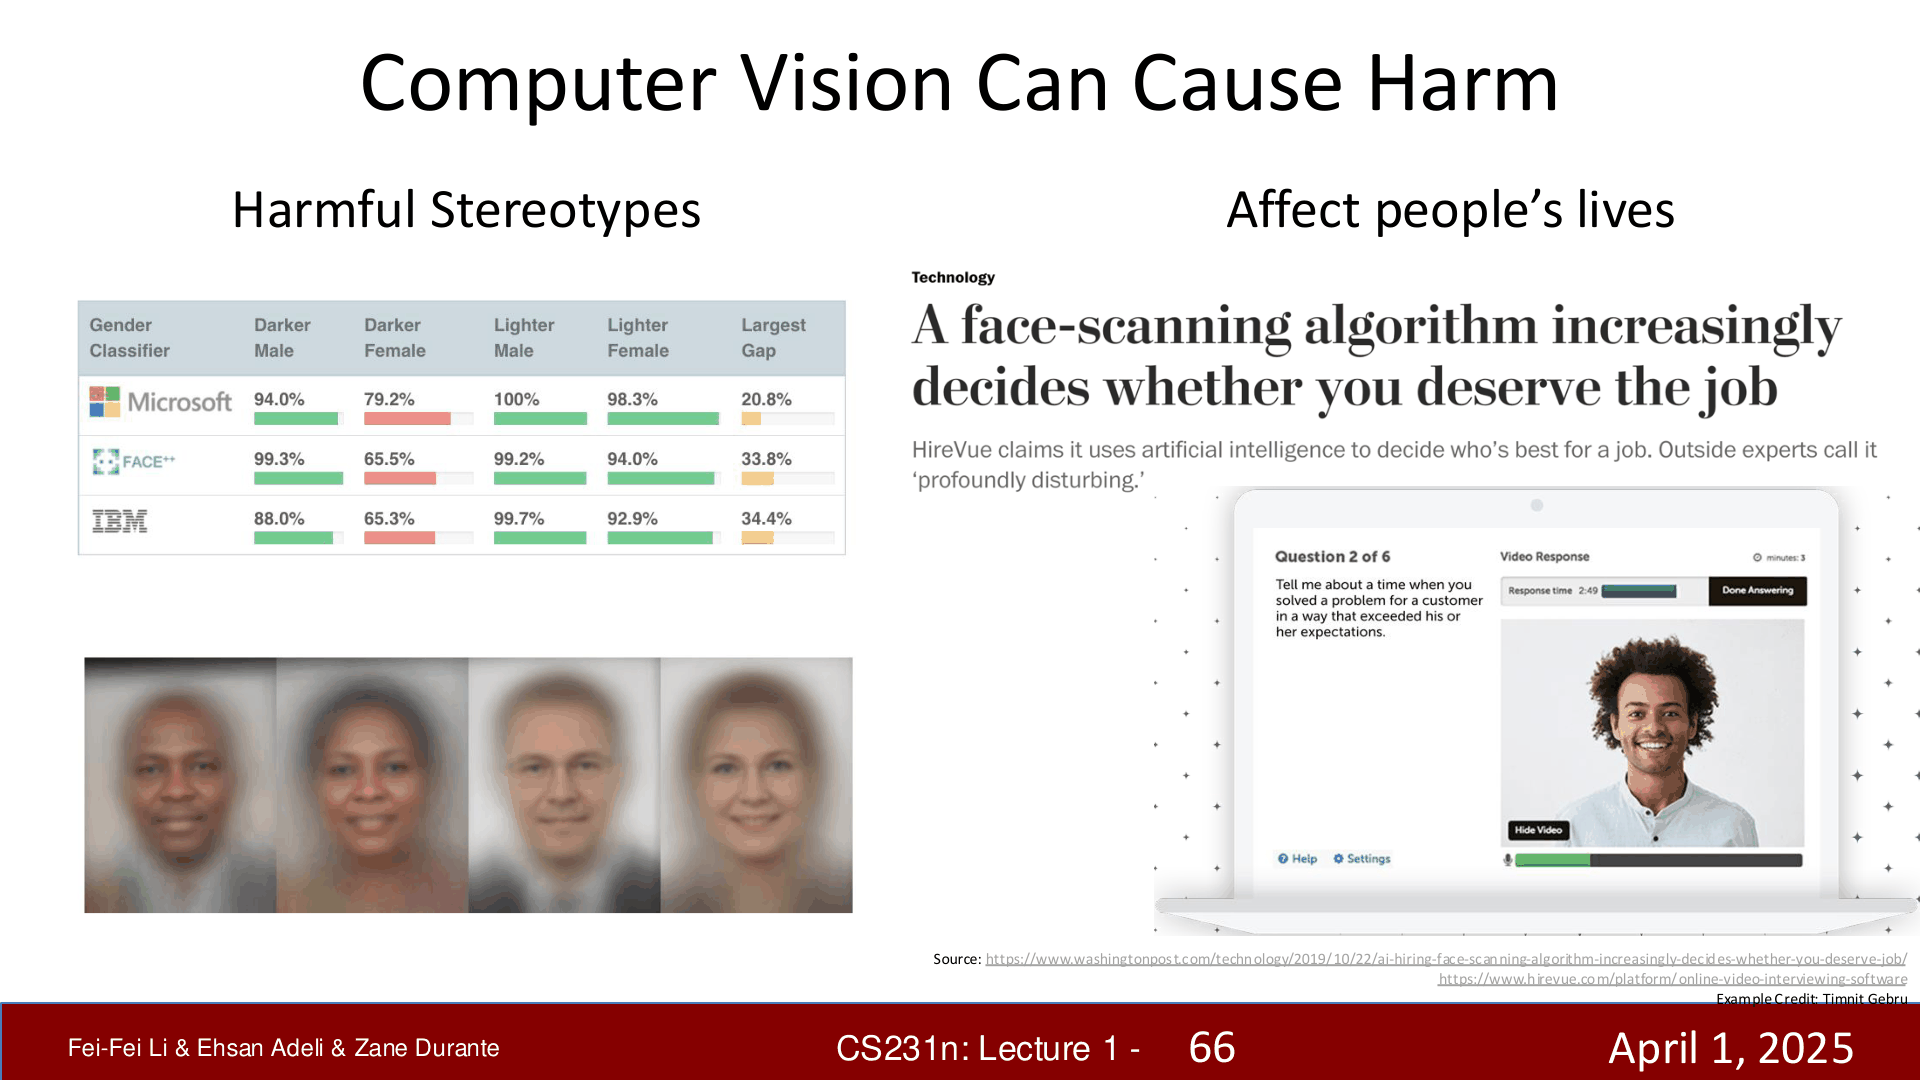 Computer Vision Can Cause Harm
Harmful Stereotypes
Gender Classifier
Darker Male
Darker Female
Lighter Male
Lighter Female
Largest Gap
Microsoft 94.0% 79.2% 100% 98.3% 20.8%
FACE++ 99.3% 65.5% 99.2% 94.0% 33.8%
IBM 88.0% 65.3% 99.7% 92.9% 34.4%
Affect people’s lives
Technology
A face-scanning algorithm increasingly
decides whether you deserve the job
HireVue claims it uses artificial intelligence to decide who’s best for a job. Outside experts call it
‘profoundly disturbing.’
Question 2 of 6
Tell me about a time when you
solved a problem for a customer
in a way that exceeded his or
her expectations.
Help Settings
Video Response minutes: 3
Response time 2:49 Done Answering
Hide Video
Source: https://www.washingtonpost.com/technology/2019/10/22/ai-hiring-face-scanning-algorithm-increasingly-decides-whether-you-deserve-job/
https://www.hirevue.com/platform/online-video-interviewing-software
Example Credit: Timnit Gebru
Fei-Fei Li & Ehsan Adeli & Zane Durante
CS231n: Lecture 1 - 66
April 1, 2025